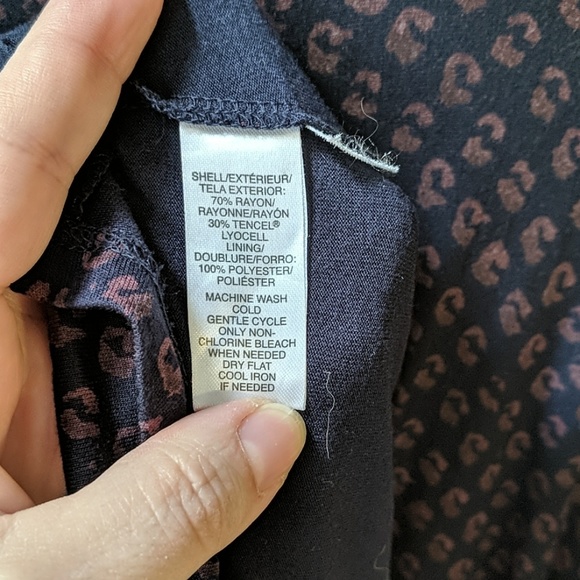 SHELL/EXTÉRIEUR/
TELA EXTERIOR:
70% RAYON/
RAYONNE/RAYÓN
30% TENCEL®
LYOCELL
LINING/
DOUBLURE/FORRO:
100% POLYESTER/
POLIÉSTER
MACHINE WASH
COLD
GENTLE CYCLE
ONLY NON-
CHLORINE BLEACH
WHEN NEEDED
DRY FLAT
COOL IRON
IF NEEDED